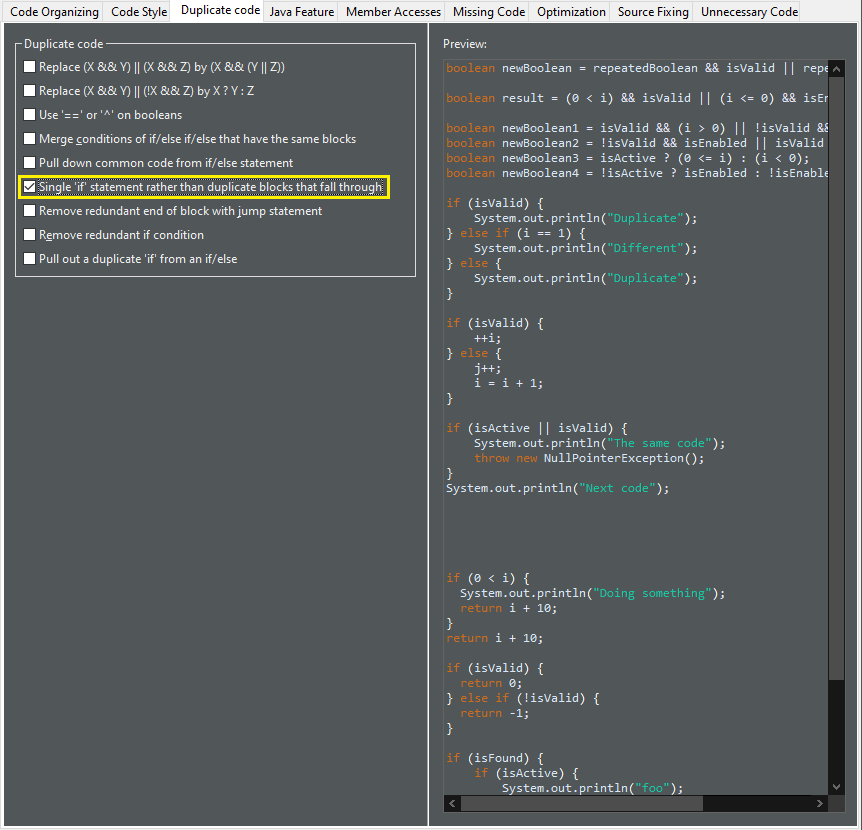 Code Organizing Code Style Duplicate code Java Feature Member Accesses Missing Code Optimization Source Fixing Unnecessary Code
Duplicate code
Replace (X && Y) || (X && Z) by (X && (Y || Z))
Replace (X && Y) || (!X && Z) by X ? Y : Z
Use '==' or '^' on booleans
Merge conditions of if/else if/else that have the same blocks
Pull down common code from if/else statement
Single 'if' statement rather than duplicate blocks that fall through
Remove redundant end of block with jump statement
Remove redundant if condition
Pull out a duplicate 'if' from an if/else
Preview:
boolean newBoolean = repeatedBoolean && isValid || repe
boolean result = (0 < i) && isValid || (i <= 0) && isEn
boolean newBoolean1 = isValid && (i > 0) || !isValid &&
boolean newBoolean2 = !isValid && isEnabled || isValid
boolean newBoolean3 = isActive ? (0 <= i) : (i < 0);
boolean newBoolean4 = !isActive ? isEnabled : !isEnable
if (isValid) {
System.out.println("Duplicate");
} else if (i == 1) {
System.out.println("Different");
} else {
System.out.println("Duplicate");
}
if (isValid) {
++i;
} else {
j++;
i = i + 1;
}
if (isActive || isValid) {
System.out.println("The same code");
throw new NullPointerException();
}
System.out.println("Next code");
if (0 < i) {
System.out.println("Doing something");
return i + 10;
}
return i + 10;
if (isValid) {
return 0;
} else if (!isValid) {
return -1;
}
if (isFound) {
if (isActive) {
System.out.println("foo");